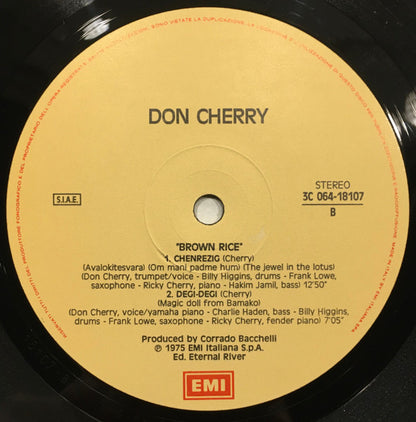 DON CHERRY
S.I.A.E.
STEREO
3C 064-18107
B
"BROWN RICE"
1. CHENREZIG (Cherry)
(Avalokitesvara) (Om mani padme hum) (The jewel in the lotus)
(Don Cherry, trumpet/voice - Billy Higgins, drums - Frank Lowe,
saxophone - Ricky Cherry, piano - Hakim Jamil, bass) 12'50"
2. DEGI-DEGI (Cherry)
(Magic doll from Bamako)
(Don Cherry, voice/yamaha piano - Charlie Haden, bass - Billy Higgins,
drums - Frank Lowe, saxophone - Ricky Cherry, fender piano) 7'05"
Produced by Corrado Bacchelli
℗ 1975 EMI Italiana S.p.A.
Ed. Eternal River
EMI